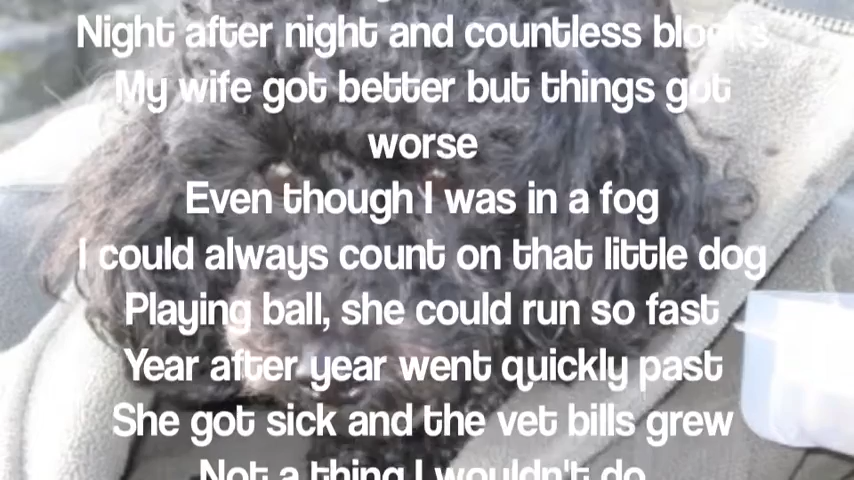 Night after night and countless blocks
My wife got better but things got
worse
Even though I was in a fog
I could always count on that little dog
Playing ball, she could run so fast
Year after year went quickly past
She got sick and the vet bills grew
Not a thing I wouldn't do